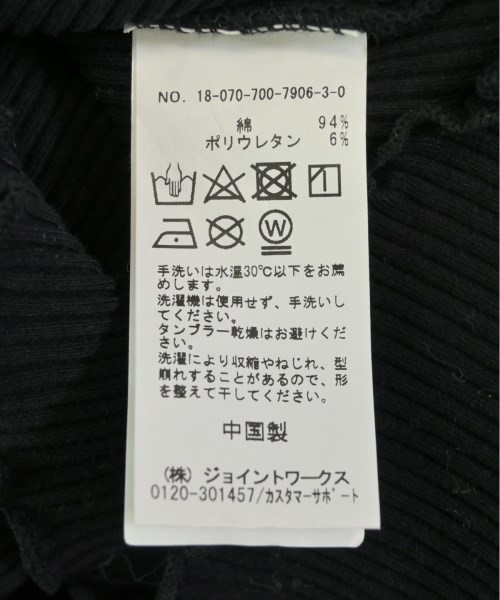 NO. 18-070-700-7906-3-0
綿 94%
ポリウレタン 6%
W
手洗いは水温30℃以下をお薦
めします。
洗濯機は使用せず、手洗いし
てください。
タンブラー乾燥はお避けくだ
さい。
洗濯により収縮やねじれ、型
崩れすることがあるので、形
を整えて干してください。
中国製
(株) ジョイントワークス
0120-301457/カスタマーサポート